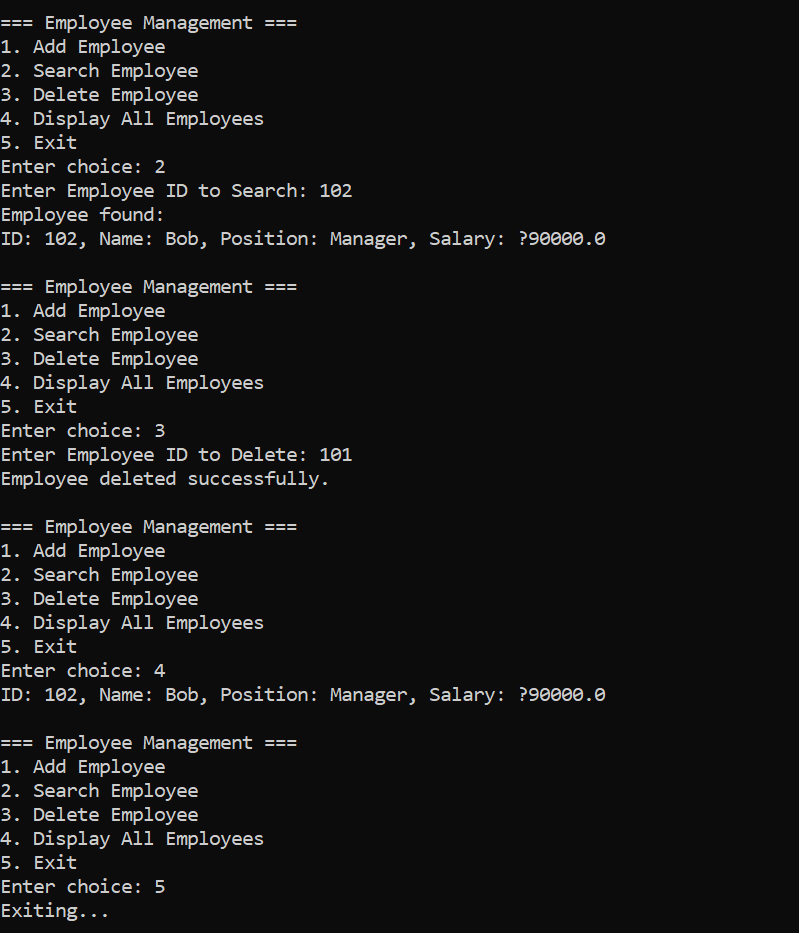 === Employee Management ===
1. Add Employee
2. Search Employee
3. Delete Employee
4. Display All Employees
5. Exit
Enter choice: 2
Enter Employee ID to Search: 102
Employee found:
ID: 102, Name: Bob, Position: Manager, Salary: ?90000.0

=== Employee Management ===
1. Add Employee
2. Search Employee
3. Delete Employee
4. Display All Employees
5. Exit
Enter choice: 3
Enter Employee ID to Delete: 101
Employee deleted successfully.

=== Employee Management ===
1. Add Employee
2. Search Employee
3. Delete Employee
4. Display All Employees
5. Exit
Enter choice: 4
ID: 102, Name: Bob, Position: Manager, Salary: ?90000.0

=== Employee Management ===
1. Add Employee
2. Search Employee
3. Delete Employee
4. Display All Employees
5. Exit
Enter choice: 5
Exiting...